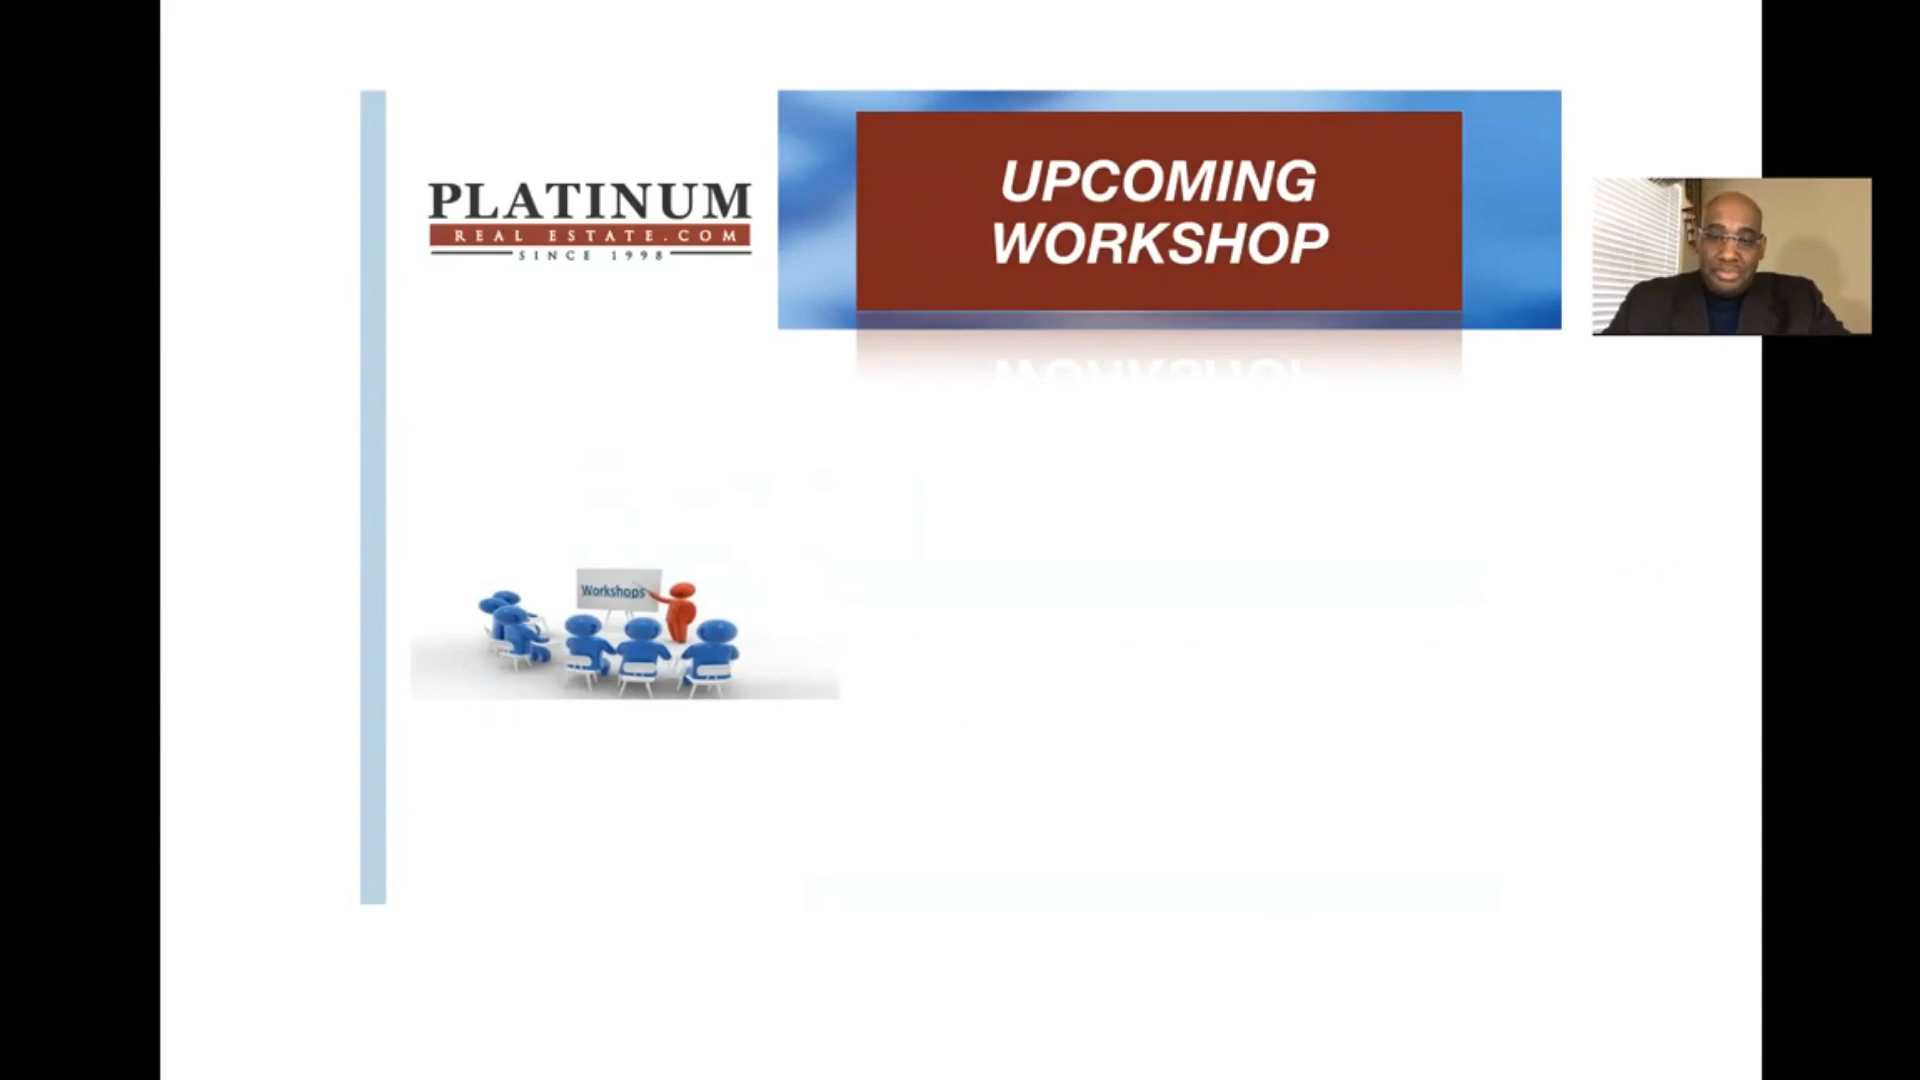 PLATINUM
REAL ESTATE.COM
SINCE 1998
UPCOMING
WORKSHOP
Workshops